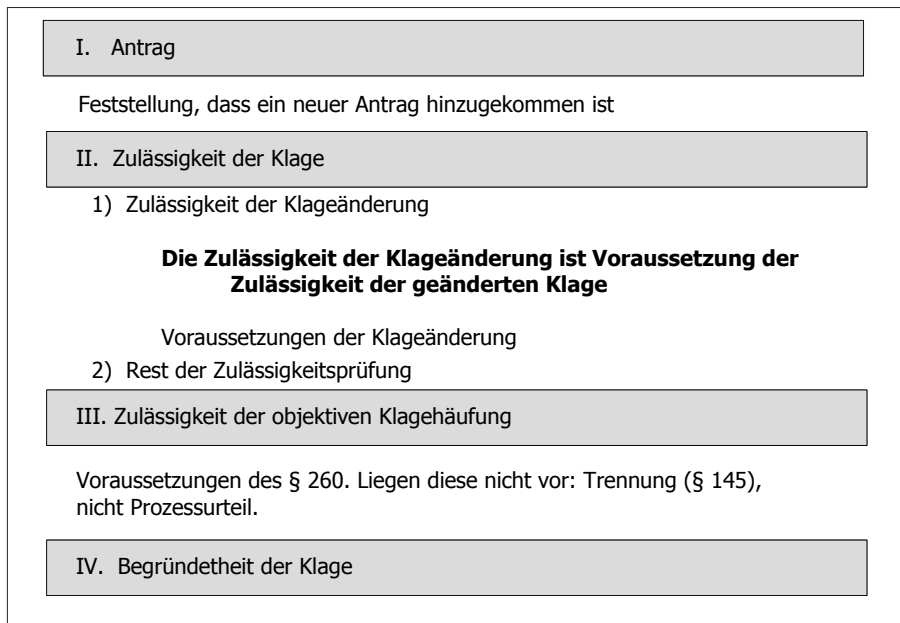 I. Antrag
Feststellung, dass ein neuer Antrag hinzugekommen ist
II. Zulässigkeit der Klage
1) Zulässigkeit der Klageänderung
Die Zulässigkeit der Klageänderung ist Voraussetzung der
Zulässigkeit der geänderten Klage
Voraussetzungen der Klageänderung
2) Rest der Zulässigkeitsprüfung
III. Zulässigkeit der objektiven Klagehäufung
Voraussetzungen des § 260. Liegen diese nicht vor: Trennung (§ 145),
nicht Prozessurteil.
IV. Begründetheit der Klage